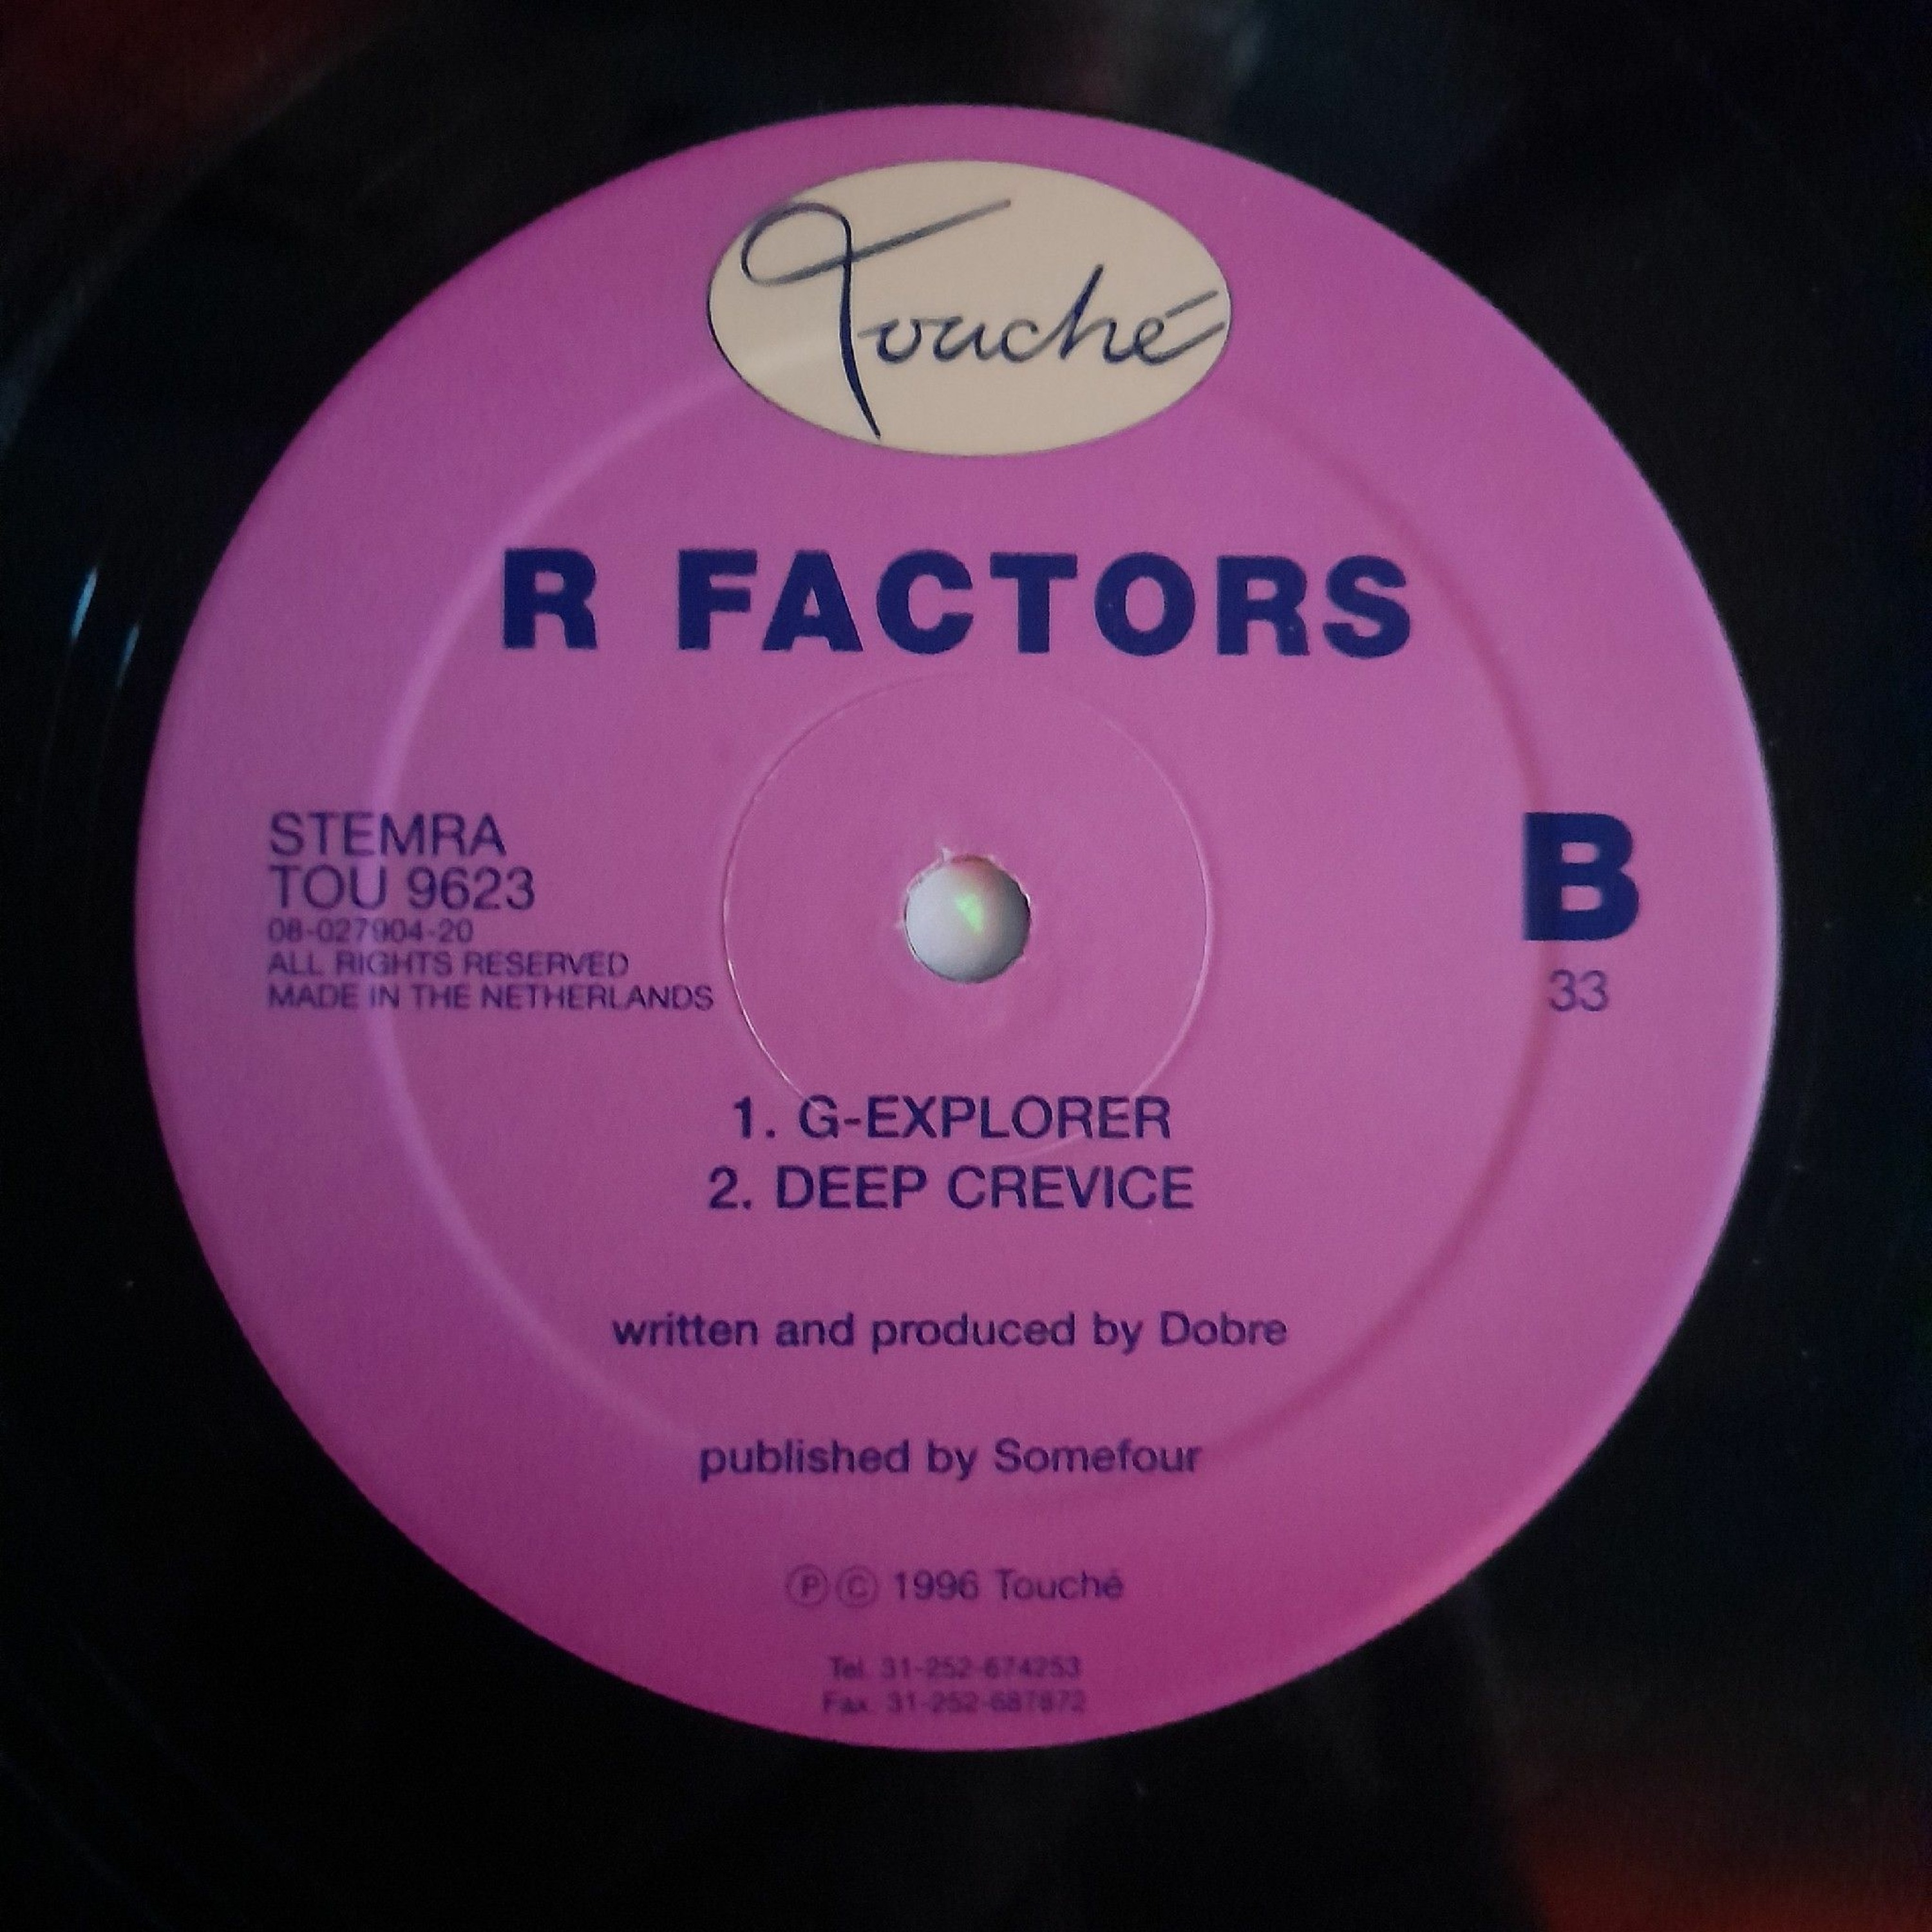 Touché
R FACTORS
STEMRA
TOU 9623
08-027904-20
ALL RIGHTS RESERVED
MADE IN THE NETHERLANDS
B
33
1. G-EXPLORER
2. DEEP CREVICE
written and produced by Dobre
published by Somefour
ⓅⒸ 1996 Touché
Tel. 31-252-674253
Fax. 31-252-687872